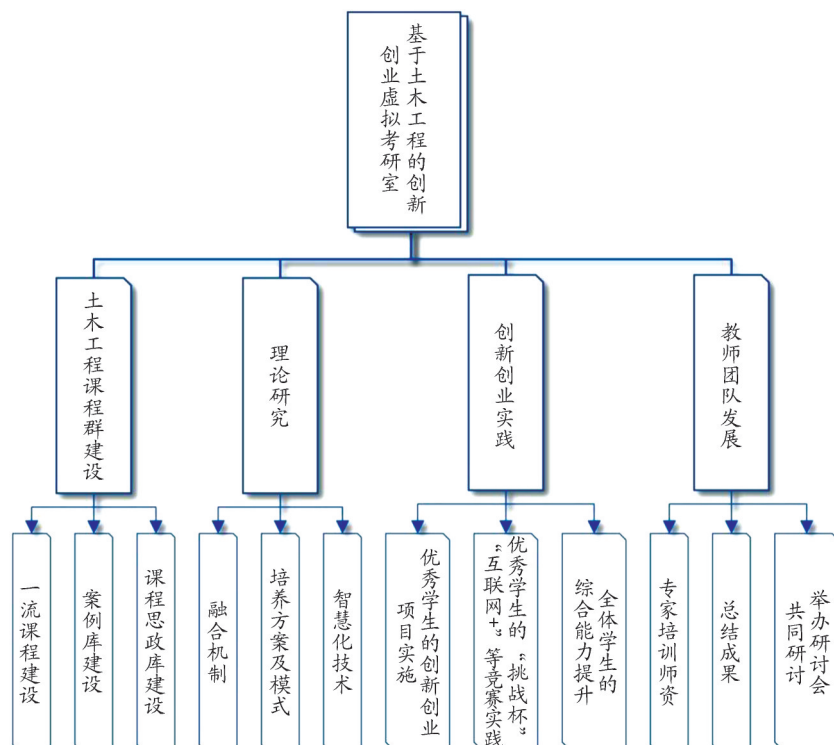 基于土木工程的创新
创业虚拟考研室
土木工程课程群建设
理论研究
创新创业实践
教师团队发展
一流课程建设
案例库建设
课程思政库建设
融合机制
培养方案及模式
智慧化技术
优秀学生的创新创业
项目实施
优秀学生的“挑战杯”
“互联网+”等竞赛实践
全体学生的
综合能力提升
专家培训师资
总结成果
举办研讨会
共同研讨